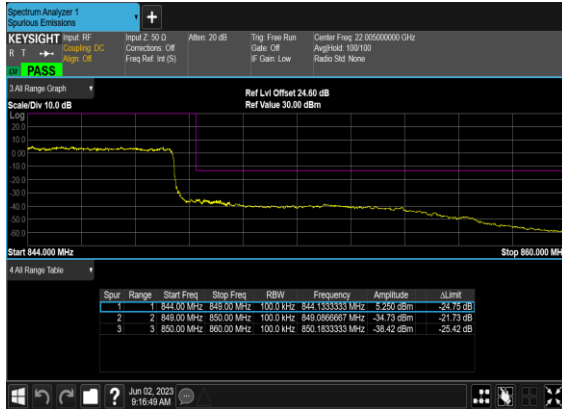 Spectrum Analyzer 1
Spurious Emissions
+
KEYSIGHT
R T
Input: RF
Coupling: DC
Align: Off
Input Z: 50 Ω
Corrections: Off
Freq Ref: Int (S)
Atten: 20 dB
Trig: Free Run
Gate: Off
IF Gain: Low
Center Freq: 22.005000000 GHz
Avg|Hold: 100/100
Radio Std: None
PASS
3 All Range Graph
Scale/Div 10.0 dB
Ref Lvl Offset 24.60 dB
Ref Value 30.00 dBm
Log
20.0
10.0
0.00
-10.0
-20.0
-30.0
-40.0
-50.0
-60.0
Start 844.000 MHz
Stop 860.000 MH
4 All Range Table
Spur Range Start Freq Stop Freq RBW Frequency Amplitude ΔLimit
1 1 844.00 MHz 849.00 MHz 100.0 kHz 844.1333333 MHz 5.250 dBm -24.75 dB
2 2 849.00 MHz 850.00 MHz 100.0 kHz 849.0866667 MHz -34.73 dBm -21.73 dB
3 3 850.00 MHz 860.00 MHz 100.0 kHz 850.1833333 MHz -38.42 dBm -25.42 dB
?
Jun 02, 2023
9:16:49 AM